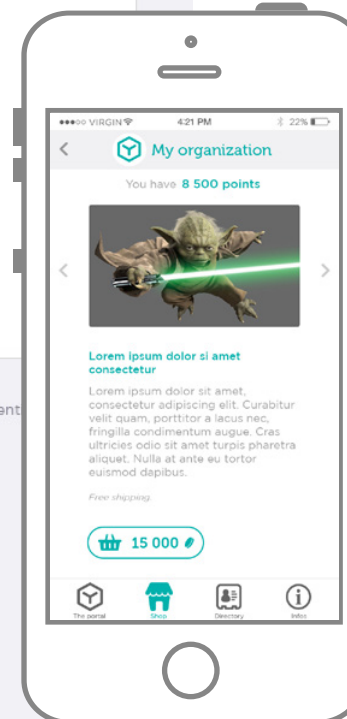 VIRGIN 4:21 PM 22%
My organization
You have 8 500 points
Lorem ipsum dolor si amet
consectetur
Lorem ipsum dolor sit amet,
consectetur adipiscing elit. Curabitur
velit quam, porttitor a lacus nec,
fringilla condimentum augue. Cras
ultricies odio sit amet turpis pharetra
aliquet. Nulla at ante eu tortor
euismod dapibus.
ent
Free shipping.
15 000
The portal Shop Directory Infos